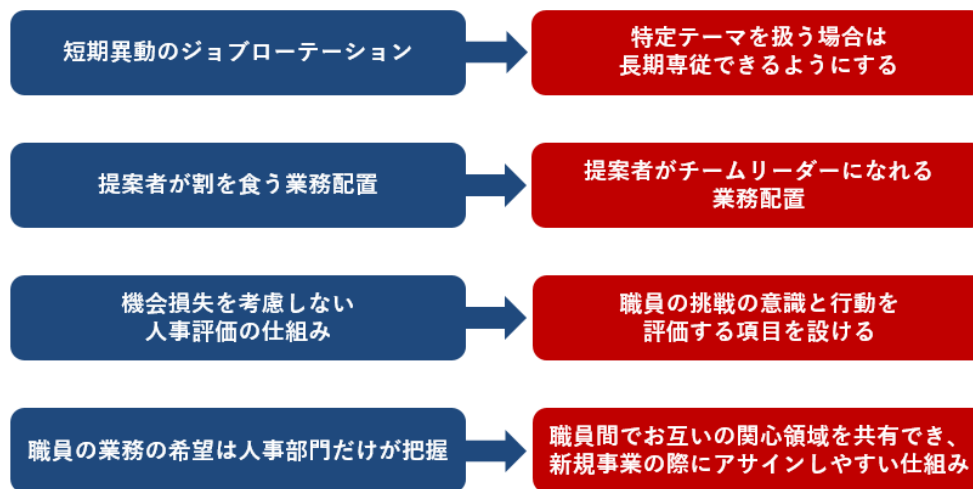 短期異動のジョブローテーション
特定テーマを扱う場合は
長期専従できるようにする
提案者が割を食う業務配置
提案者がチームリーダーになれる
業務配置
機会損失を考慮しない
人事評価の仕組み
職員の挑戦の意識と行動を
評価する項目を設ける
職員の業務の希望は人事部門だけが把握
職員間でお互いの関心領域を共有でき、
新規事業の際にアサインしやすい仕組み